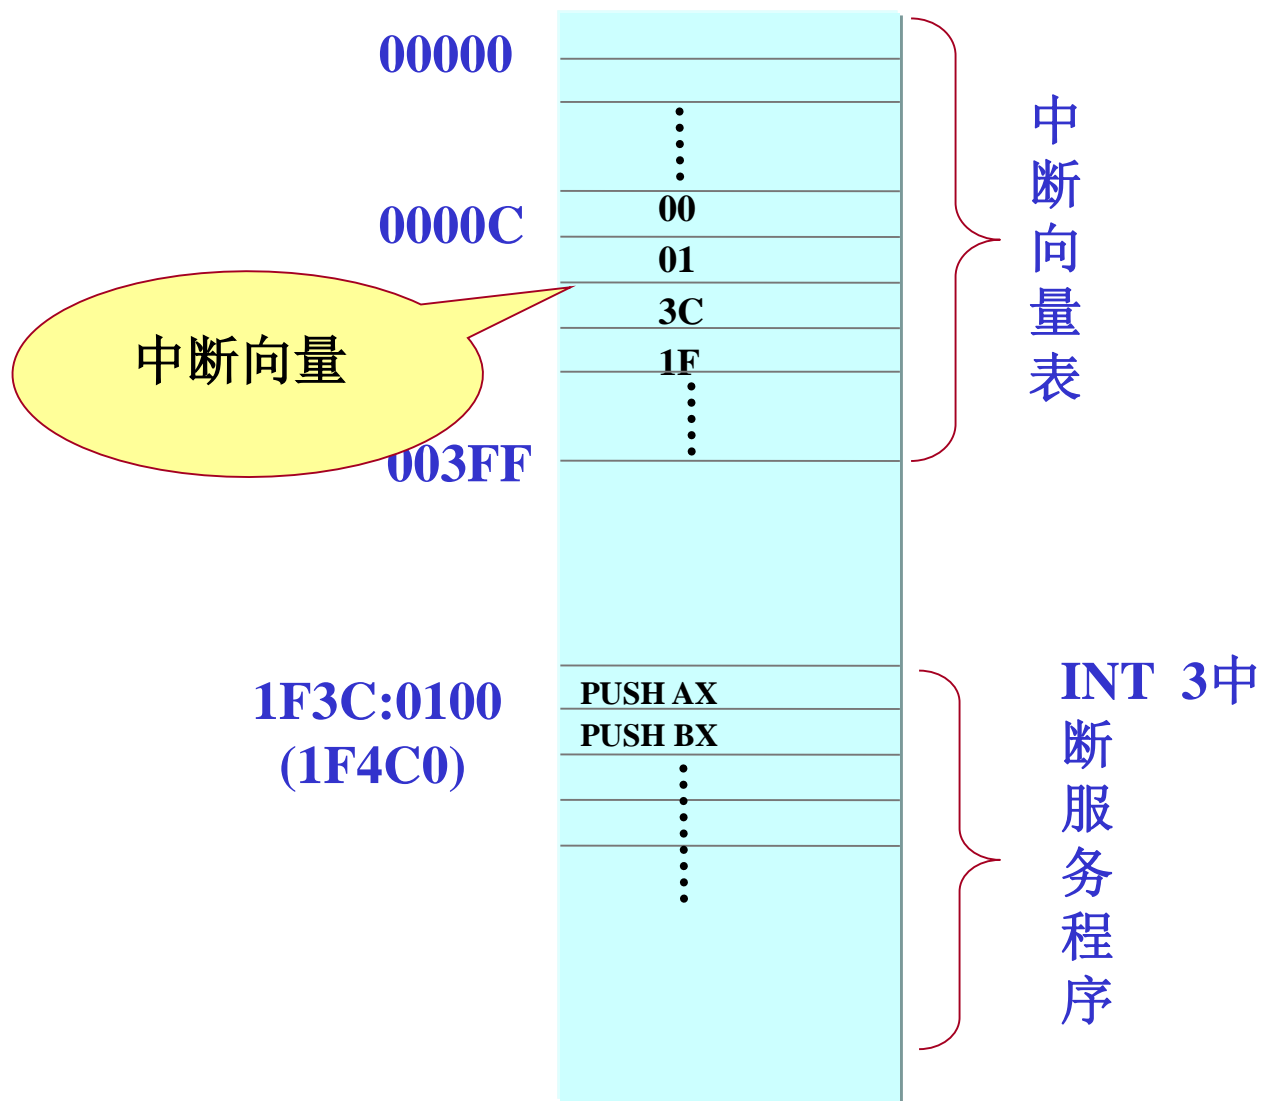 00000
0000C
00
01
3C
1F
中断向量
003FF
中
断
向
量
表
1F3C:0100
(1F4C0)
PUSH AX
PUSH BX
INT 3中
断
服
务
程
序